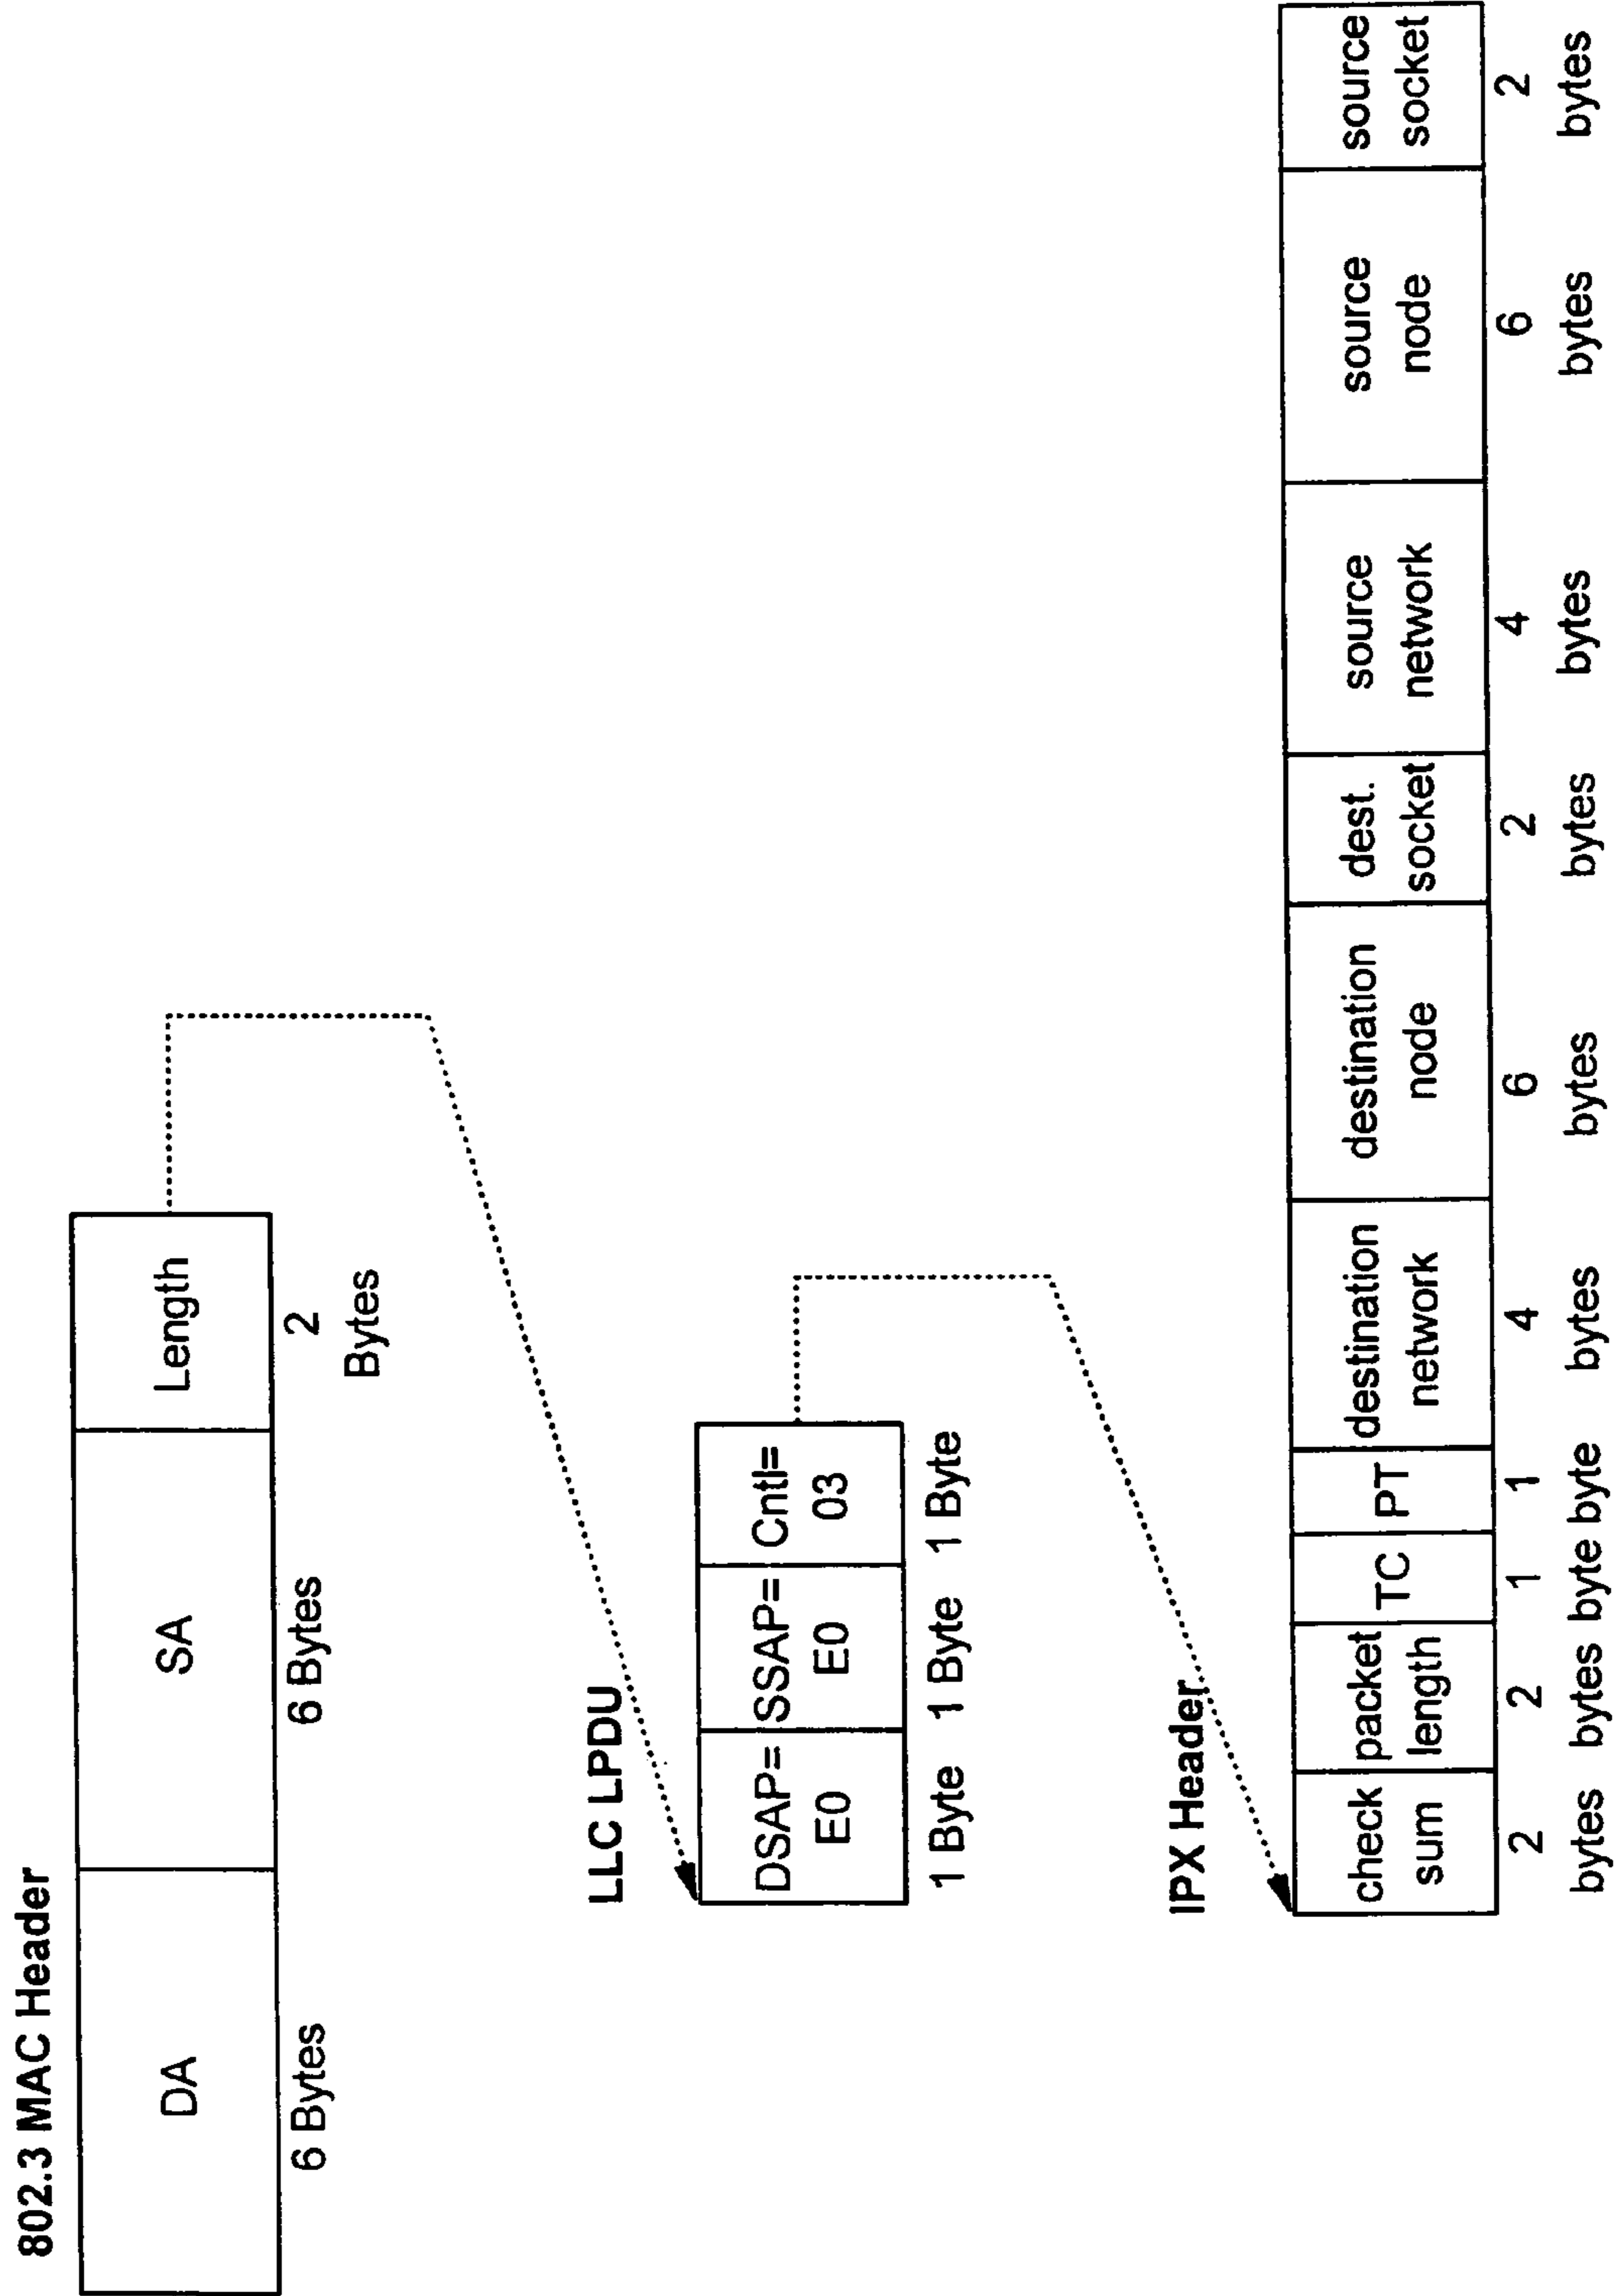 802.3 MAC Header
DA
SA
Length
6 Bytes
6 Bytes
2
Bytes
LLC LPDU
DSAP=
E0
SSAP=
E0
Cntl=
03
1 Byte
1 Byte
1 Byte
IPX Header
check
sum
packet
length
TC
PT
destination
network
destination
node
dest.
socket
source
network
source
node
source
socket
2
bytes
2
bytes
1
byte
1
byte
4
bytes
6
bytes
2
bytes
4
bytes
6
bytes
2
bytes